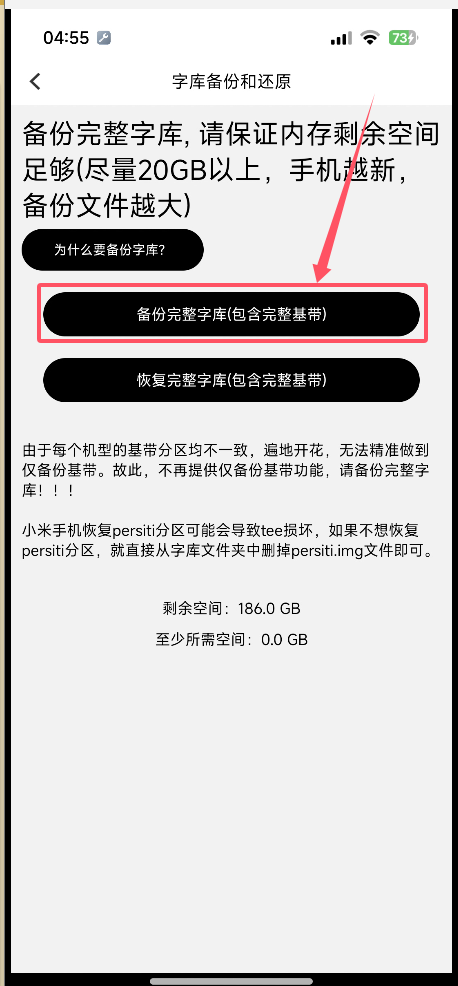 04:55
73
字库备份和还原
备份完整字库, 请保证内存剩余空间
足够(尽量20GB以上，手机越新，
备份文件越大)
为什么要备份字库?
备份完整字库(包含完整基带)
恢复完整字库(包含完整基带)
由于每个机型的基带分区均不一致，遍地开花，无法精准做到
仅备份基带。故此，不再提供仅备份基带功能，请备份完整字
库！！！
小米手机恢复persiti分区可能会导致tee损坏，如果不想恢复
persiti分区，就直接从字库文件夹中删掉persiti.img文件即可。
剩余空间：186.0 GB
至少所需空间：0.0 GB